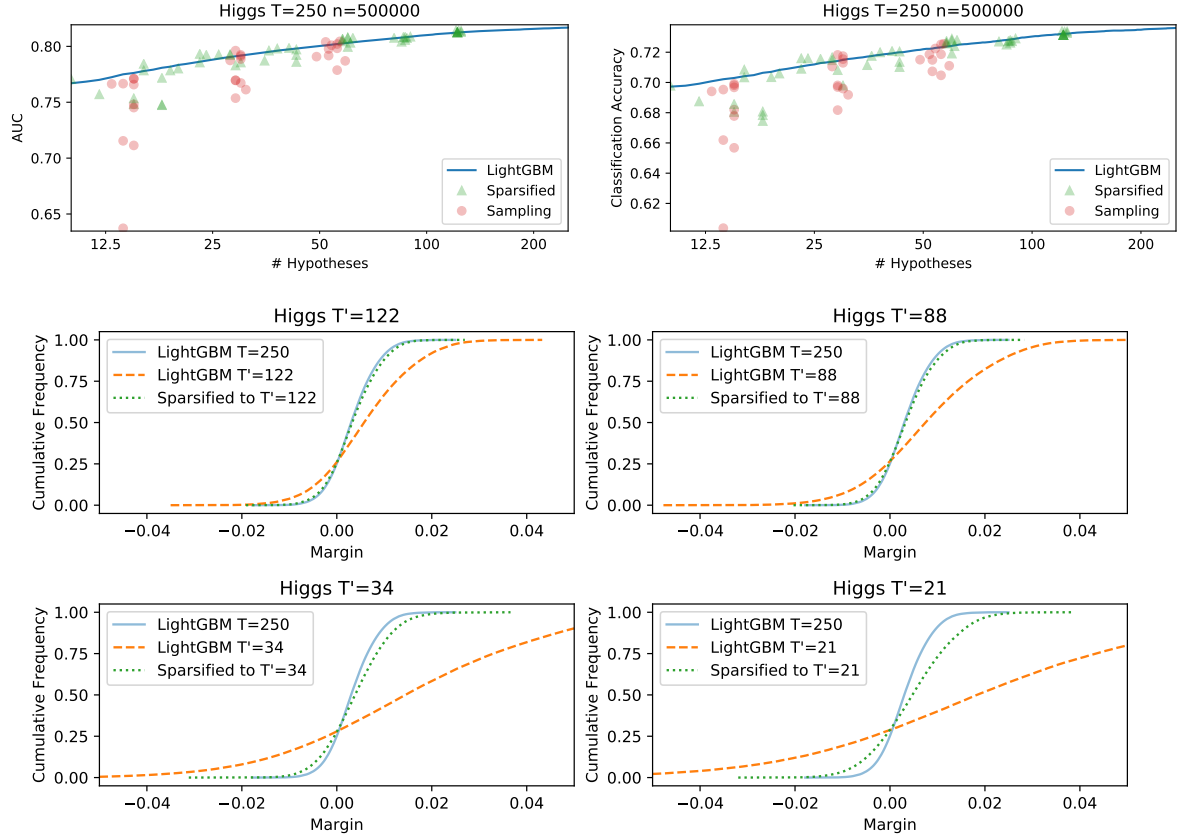 Higgs T=250 n=500000
AUC
0.80
0.75
0.70
0.65
LightGBM
Sparsified
Sampling
12.5 25 50 100 200
# Hypotheses
Higgs T=250 n=500000
Classification Accuracy
0.72
0.70
0.68
0.66
0.64
0.62
LightGBM
Sparsified
Sampling
12.5 25 50 100 200
# Hypotheses
Higgs T'=122
Cumulative Frequency
1.00
0.75
0.50
0.25
0.00
LightGBM T=250
LightGBM T'=122
Sparsified to T'=122
−0.04 −0.02 0.00 0.02 0.04
Margin
Higgs T'=88
Cumulative Frequency
1.00
0.75
0.50
0.25
0.00
LightGBM T=250
LightGBM T'=88
Sparsified to T'=88
−0.04 −0.02 0.00 0.02 0.04
Margin
Higgs T'=34
Cumulative Frequency
1.00
0.75
0.50
0.25
0.00
LightGBM T=250
LightGBM T'=34
Sparsified to T'=34
−0.04 −0.02 0.00 0.02 0.04
Margin
Higgs T'=21
Cumulative Frequency
1.00
0.75
0.50
0.25
0.00
LightGBM T=250
LightGBM T'=21
Sparsified to T'=21
−0.04 −0.02 0.00 0.02 0.04
Margin